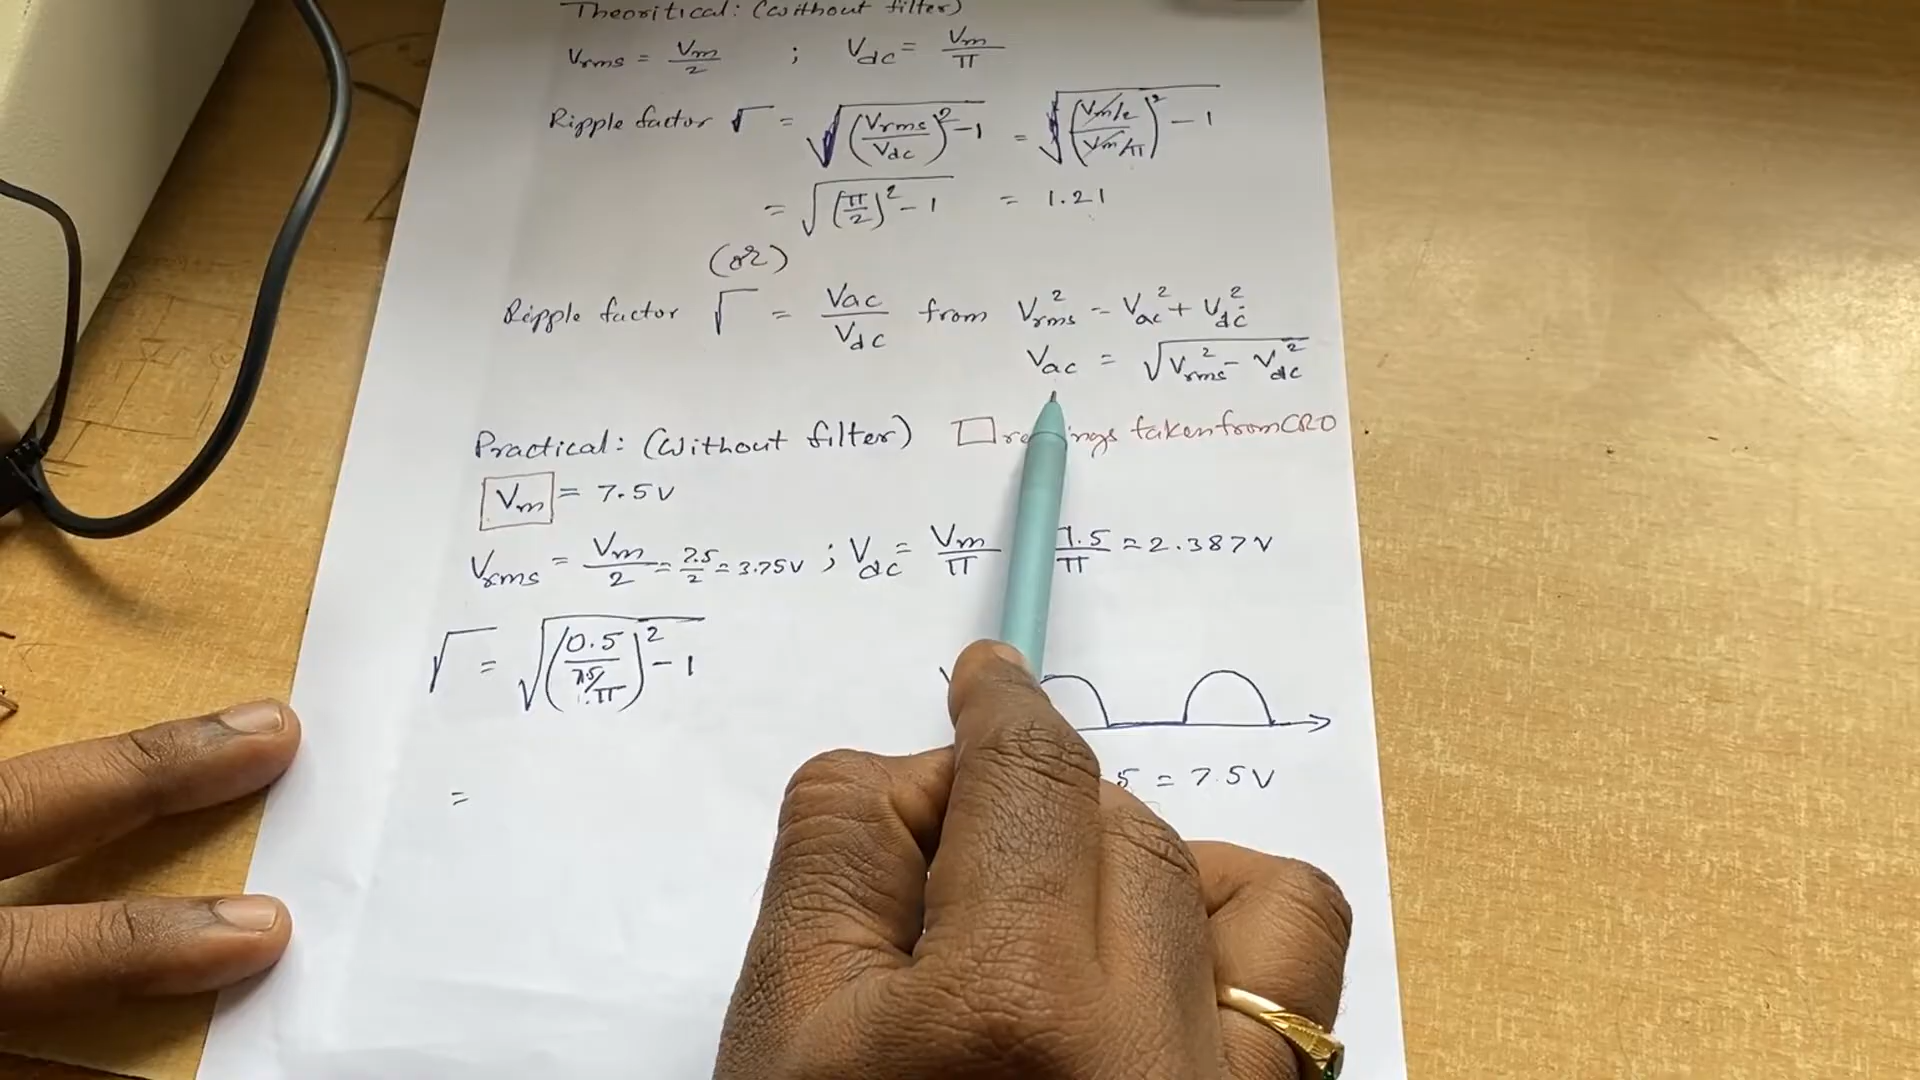 Theoritical: (without filter)
Vrms = Vm/2 ; Vdc = Vm/π
Ripple factor Γ = √((Vrms/Vdc)² - 1) = √(((Vm/2)/(Vm/π))² - 1)
= √((π/2)² - 1) = 1.21
(or)
Ripple factor Γ = Vac/Vdc from Vrms² = Vac² + Vdc²
Vac = √(Vrms² - Vdc²)
Practical: (Without filter) taken from CRO
Vm = 7.5V
Vrms = Vm/2 = 7.5/2 = 3.75V ; Vdc = Vm/π 7.5/π = 2.387V
Γ = √((0.5/(7.5/π))² - 1)
5 = 7.5V
=